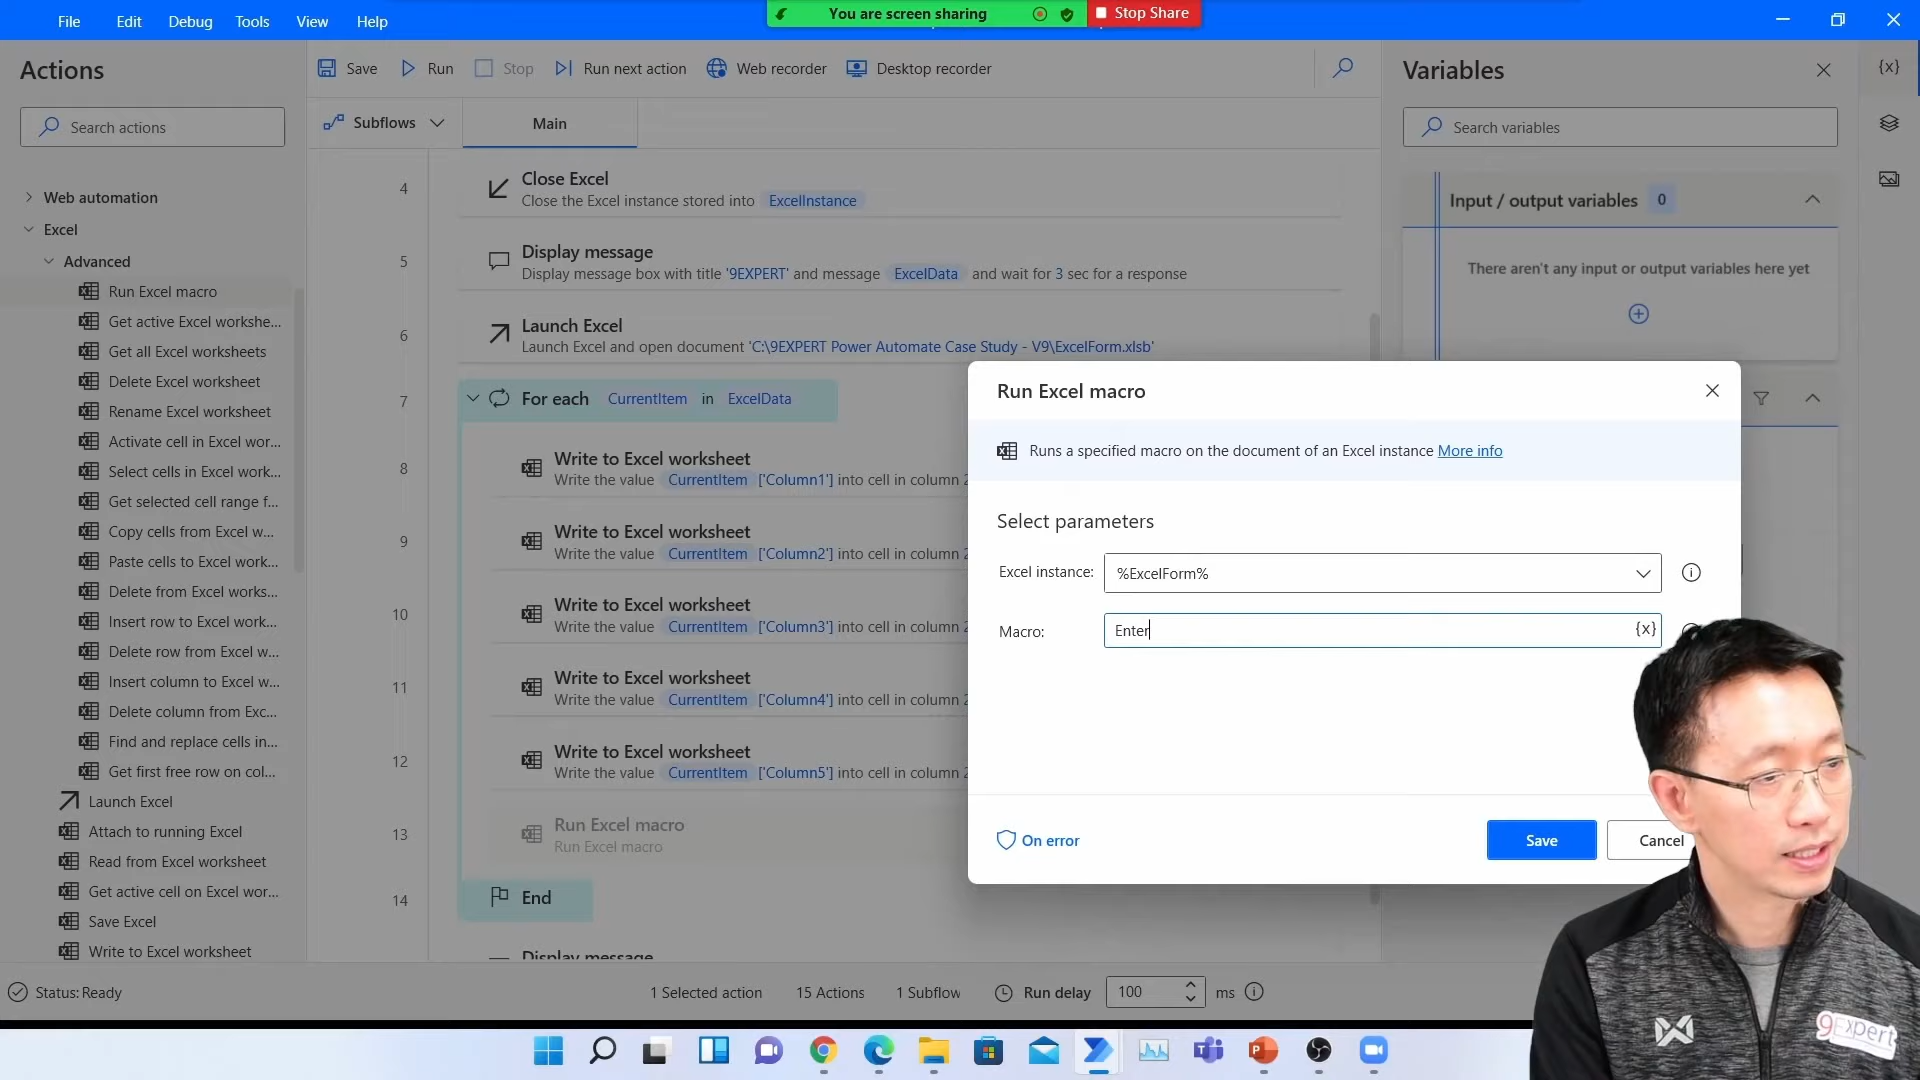 File Edit Debug Tools View Help
You are screen sharing Stop Share
Actions
Search actions
Web automation
Excel
Advanced
Run Excel macro
Get active Excel workshe...
Get all Excel worksheets
Delete Excel worksheet
Rename Excel worksheet
Activate cell in Excel wor...
Select cells in Excel work...
Get selected cell range f...
Copy cells from Excel w...
Paste cells to Excel work...
Delete from Excel works...
Insert row to Excel work...
Delete row from Excel w...
Insert column to Excel w...
Delete column from Exc...
Find and replace cells in...
Get first free row on col...
Launch Excel
Attach to running Excel
Read from Excel worksheet
Get active cell on Excel wor...
Save Excel
Write to Excel worksheet
Save Run Stop Run next action Web recorder Desktop recorder
Subflows Main
4 Close Excel
Close the Excel instance stored into ExcelInstance
5 Display message
Display message box with title '9EXPERT' and message ExcelData and wait for 3 sec for a response
6 Launch Excel
Launch Excel and open document 'C:\9EXPERT Power Automate Case Study - V9\ExcelForm.xlsb'
7 For each CurrentItem in ExcelData
8 Write to Excel worksheet
Write the value CurrentItem ['Column1'] into cell in column 2
9 Write to Excel worksheet
Write the value CurrentItem ['Column2'] into cell in column 2
10 Write to Excel worksheet
Write the value CurrentItem ['Column3'] into cell in column 2
11 Write to Excel worksheet
Write the value CurrentItem ['Column4'] into cell in column 2
12 Write to Excel worksheet
Write the value CurrentItem ['Column5'] into cell in column 2
13 Run Excel macro
Run Excel macro
14 End
Display message
Variables
{x}
Search variables
Input / output variables 0
There aren't any input or output variables here yet
Run Excel macro
Runs a specified macro on the document of an Excel instance More info
Select parameters
Excel instance: %ExcelForm%
Macro: Enter {x}
On error Save Cancel
Status: Ready 1 Selected action 15 Actions 1 Subflow Run delay 100 ms
9Expert